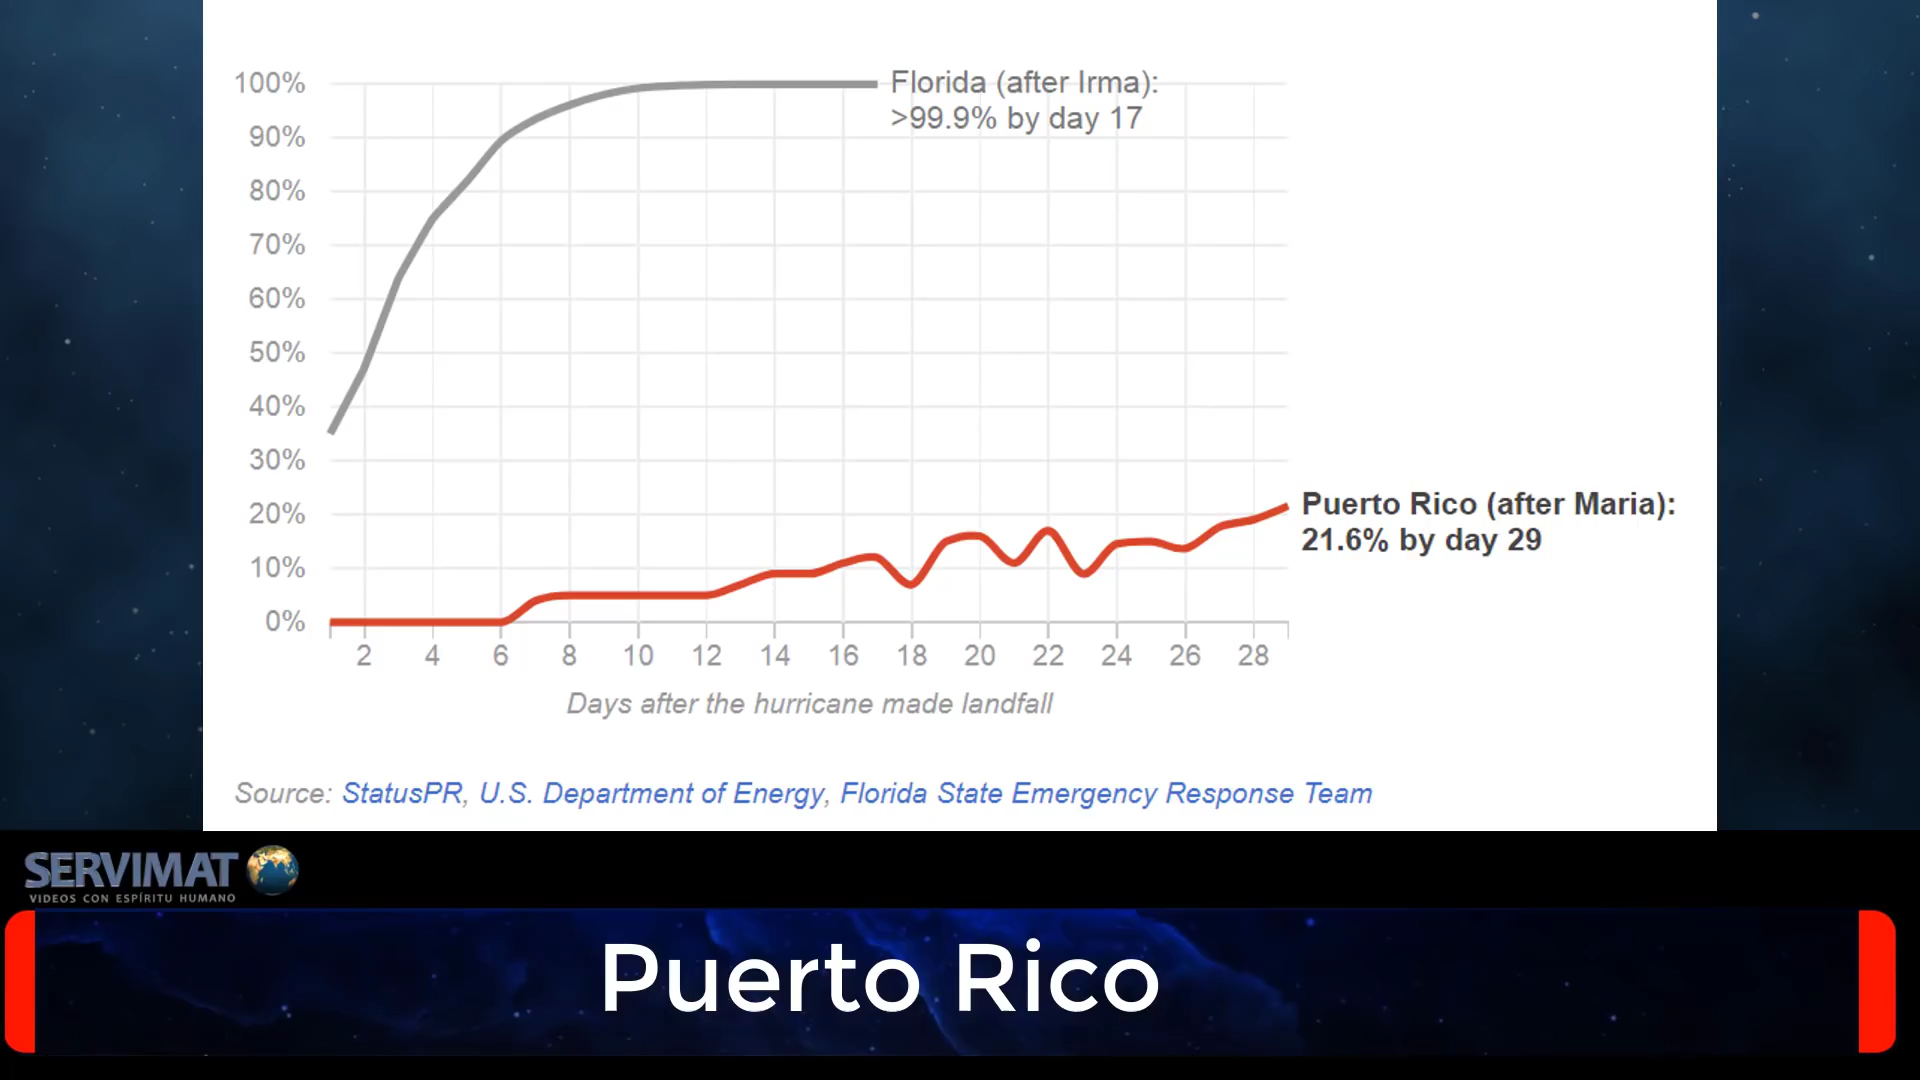 100%
90%
80%
70%
60%
50%
40%
30%
20%
10%
0%
Florida (after Irma):
>99.9% by day 17
Puerto Rico (after Maria):
21.6% by day 29
2 4 6 8 10 12 14 16 18 20 22 24 26 28
Days after the hurricane made landfall
Source: StatusPR, U.S. Department of Energy, Florida State Emergency Response Team
SERVIMAT
VIDEOS CON ESPÍRITU HUMANO
Puerto Rico